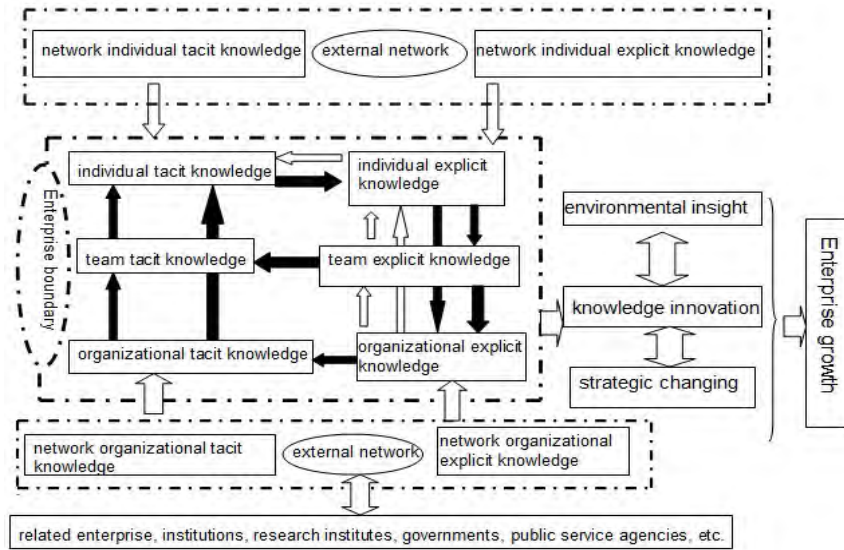 network individual tacit knowledge
external network
network individual explicit knowledge
individual tacit knowledge
individual explicit
knowledge
Enterprise boundary
team tacit knowledge
team explicit knowledge
organizational tacit knowledge
organizational explicit
knowledge
environmental insight
knowledge innovation
strategic changing
Enterprise growth
network organizational tacit
knowledge
external network
network organizational
explicit knowledge
related enterprise, institutions, research institutes, governments, public service agencies, etc.